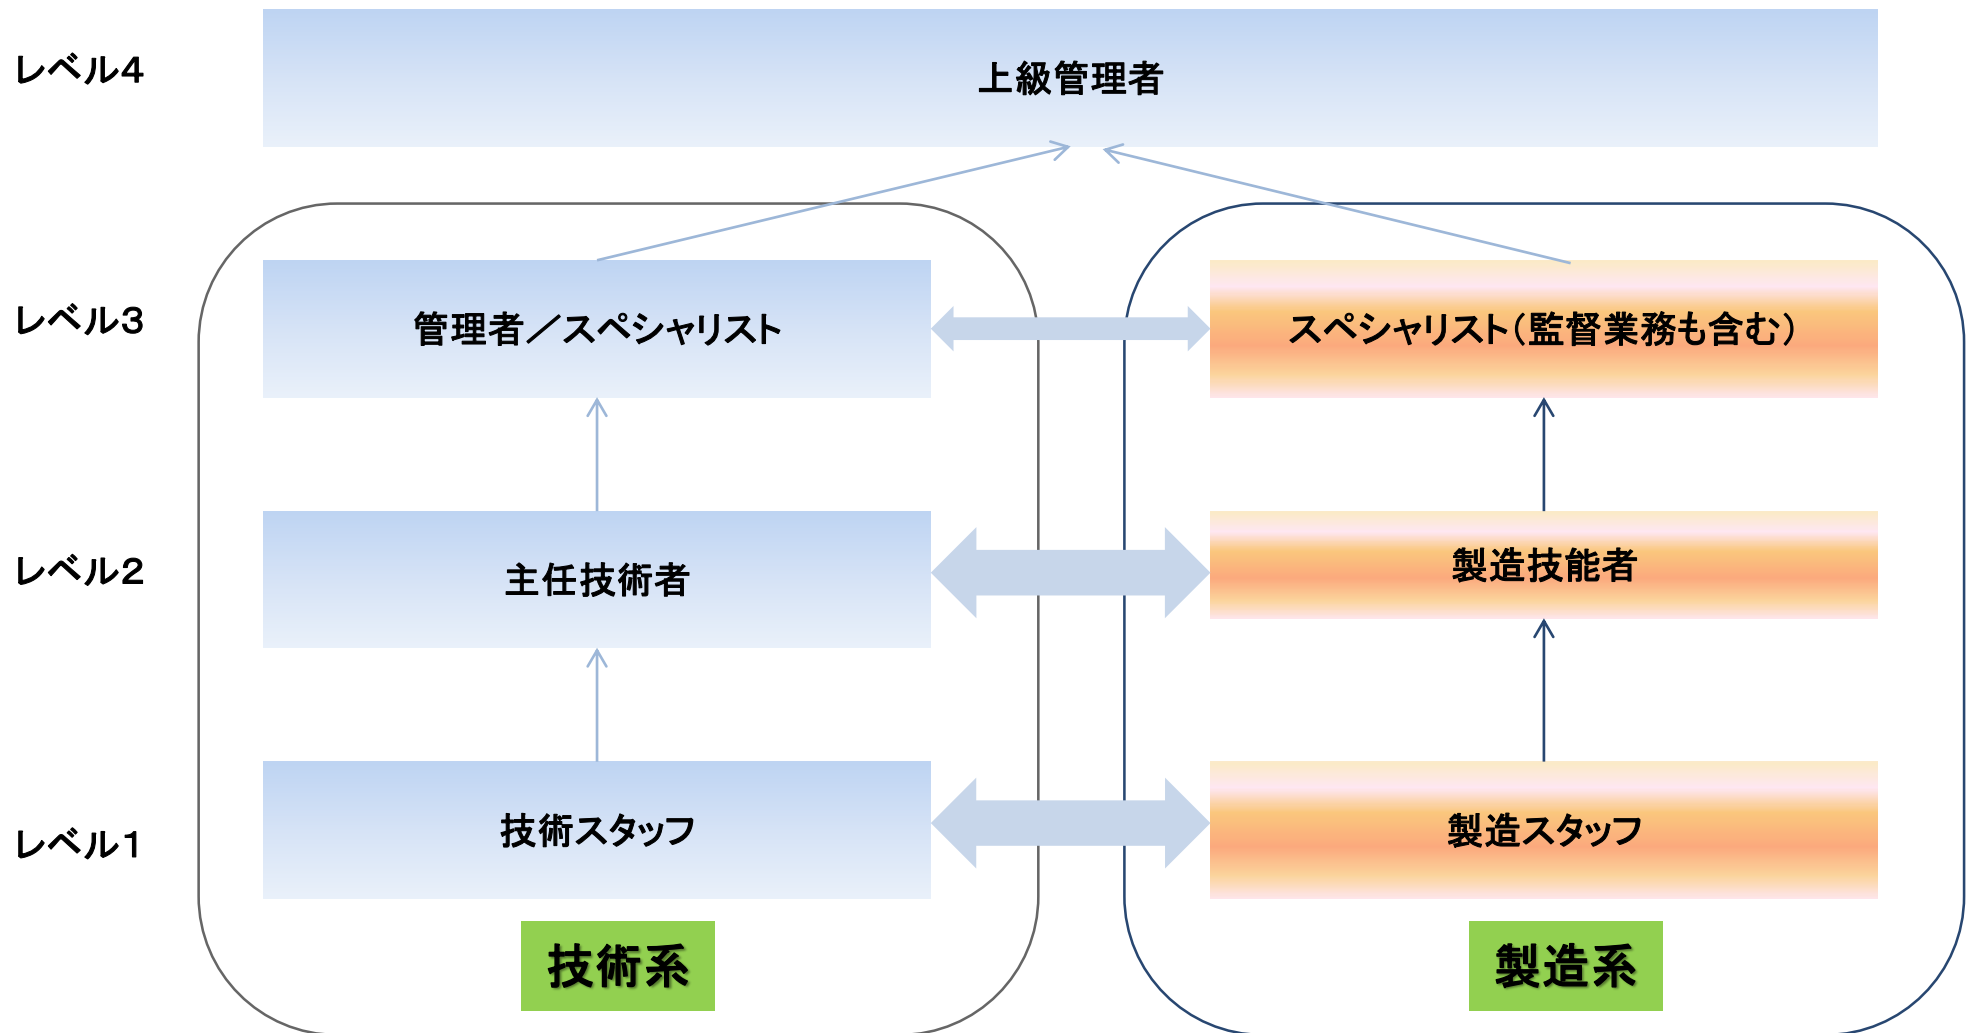 レベル4
上級管理者
レベル3
管理者／スペシャリスト
スペシャリスト（監督業務も含む）
レベル2
主任技術者
製造技能者
レベル1
技術スタッフ
製造スタッフ
技術系
製造系